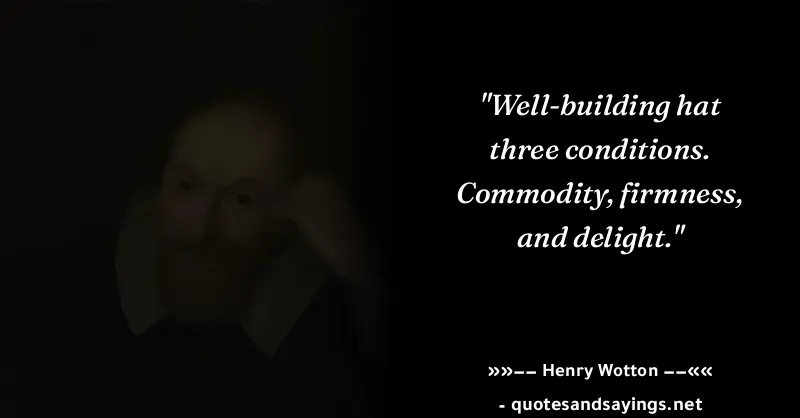 "Well-building hat
three conditions.
Commodity, firmness,
and delight."
»»−− Henry Wotton −−««
- quotesandsayings.net